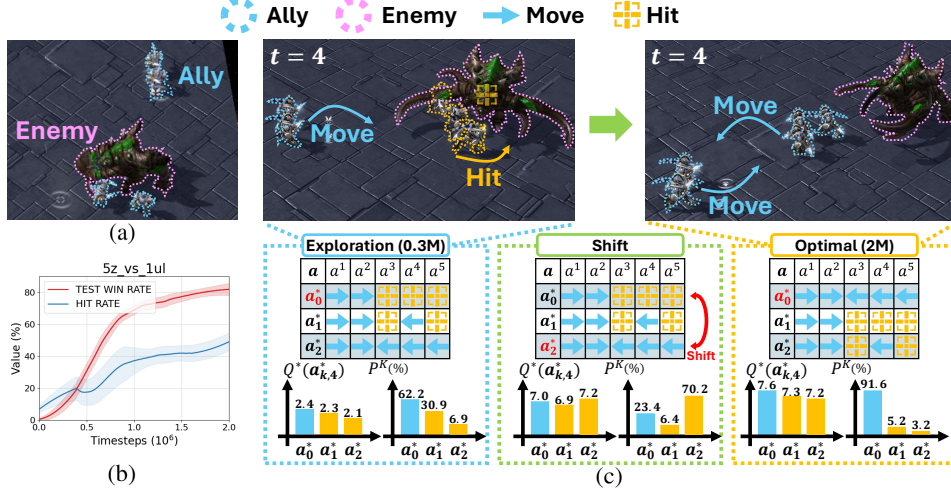 Ally Enemy Move Hit
Ally
Enemy
(a)
t = 4
Move
Hit
t = 4
Move
Move
5z_vs_1ul
TEST WIN RATE
HIT RATE
Value (%)
80
60
40
20
0
0.0 0.5 1.0 1.5 2.0
Timesteps (10⁶)
(b)
Exploration (0.3M)
a a¹ a² a³ a⁴ a⁵
a₀*
a₁*
a₂*
Q*(a*ₖ,₄) Pᴷ(%)
2.4 2.3 2.1
62.2 30.9 6.9
a₀* a₁* a₂* a₀* a₁* a₂*
Shift
a a¹ a² a³ a⁴ a⁵
a₀*
a₁*
a₂*
Shift
Q*(a*ₖ,₄) Pᴷ(%)
7.0 6.9 7.2
23.4 6.4 70.2
a₀* a₁* a₂* a₀* a₁* a₂*
Optimal (2M)
a a¹ a² a³ a⁴ a⁵
a₀*
a₁*
a₂*
Q*(a*ₖ,₄) Pᴷ(%)
7.6 7.3 7.2
91.6 5.2 3.2
a₀* a₁* a₂* a₀* a₁* a₂*
(c)